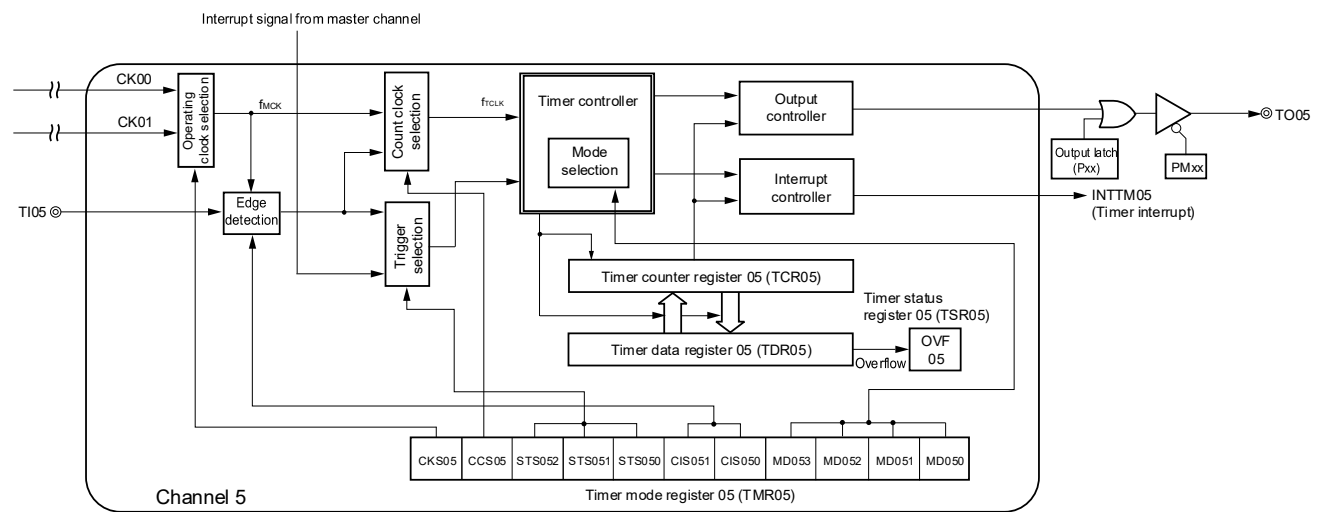 Interrupt signal from master channel
CK00
CK01
Operating
clock selection
fMCK
Count clock
selection
fTCLK
Timer controller
Mode
selection
Output
controller
TO05
Output latch
(Pxx)
PMxx
Interrupt
controller
INTTM05
(Timer interrupt)
TI05
Edge
detection
Trigger
selection
Timer counter register 05 (TCR05)
Timer status
register 05 (TSR05)
Timer data register 05 (TDR05)
Overflow
OVF
05
CKS05 CCS05 STS052 STS051 STS050 CIS051 CIS050 MD053 MD052 MD051 MD050
Channel 5
Timer mode register 05 (TMR05)